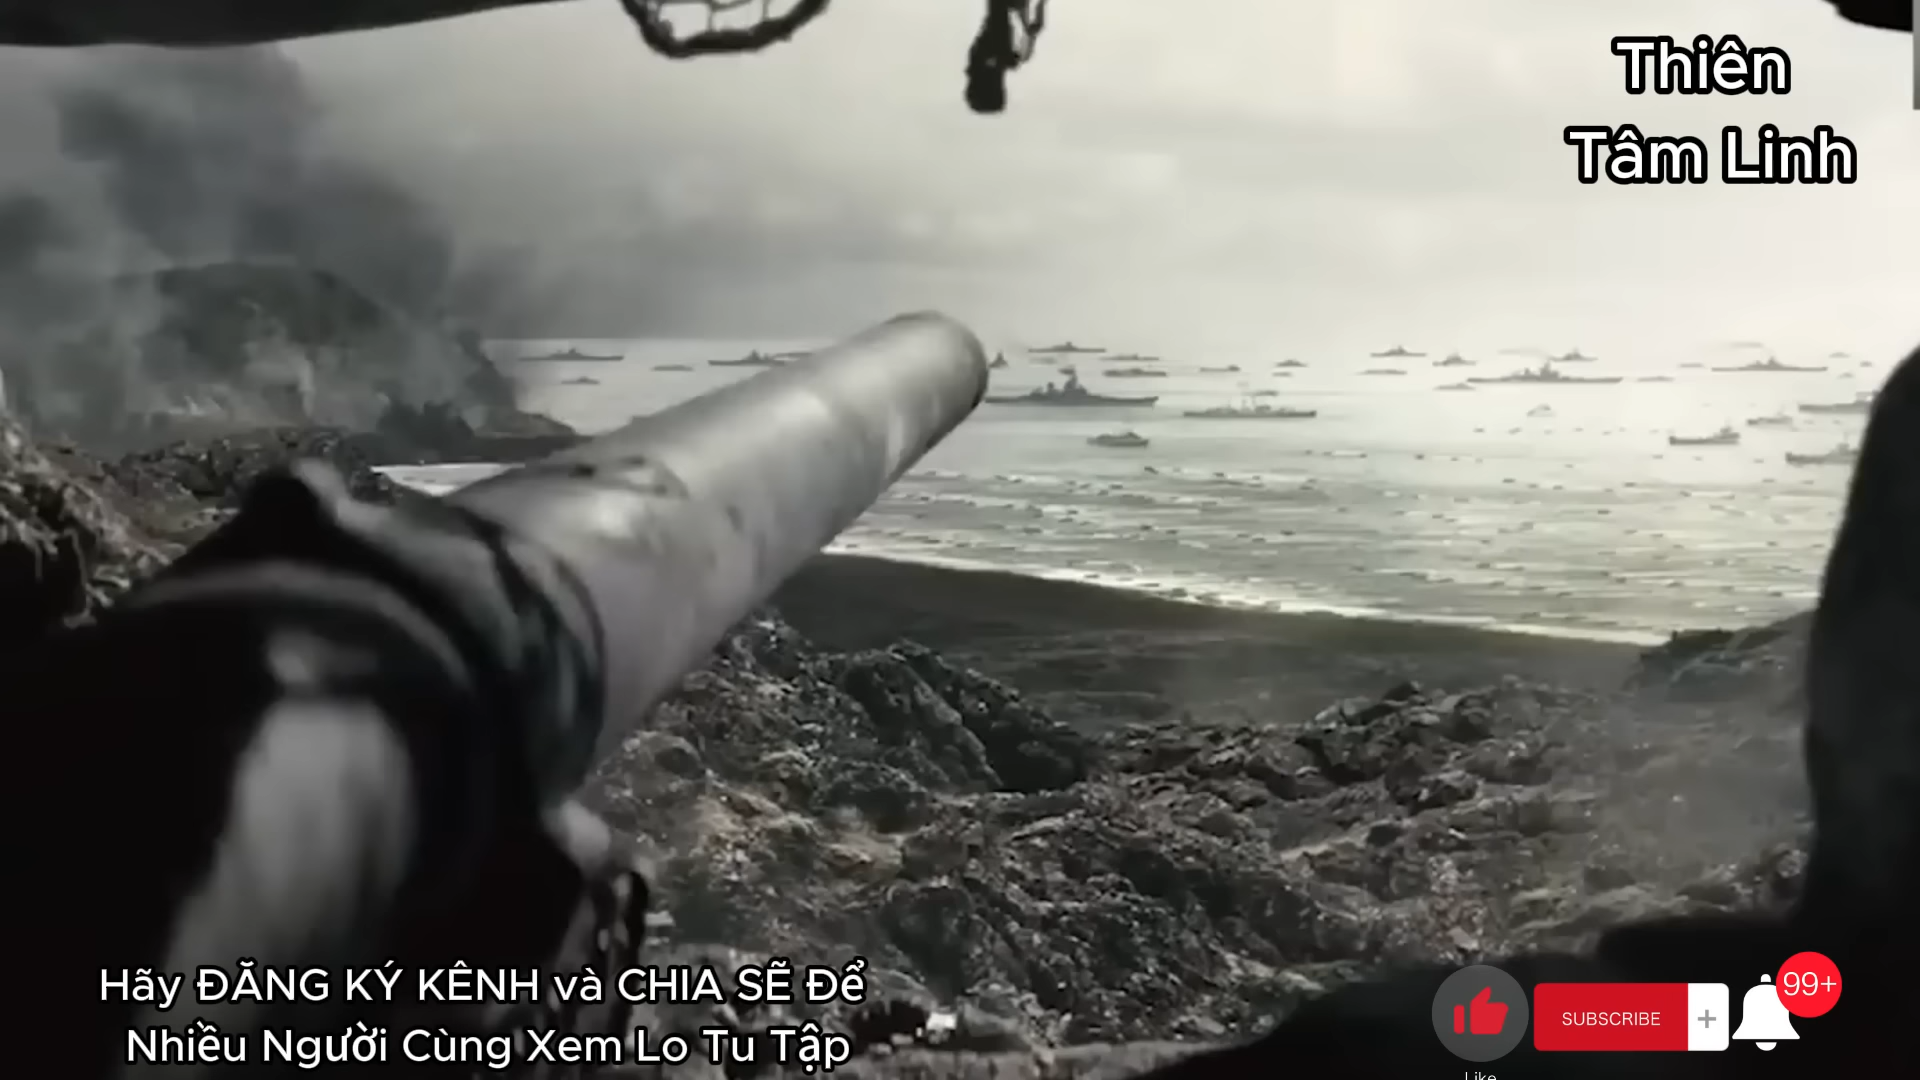 Thiên
Tâm Linh
Hãy ĐĂNG KÝ KÊNH và CHIA SẼ Để
Nhiều Người Cùng Xem Lo Tu Tập
99+
SUBSCRIBE +
Like